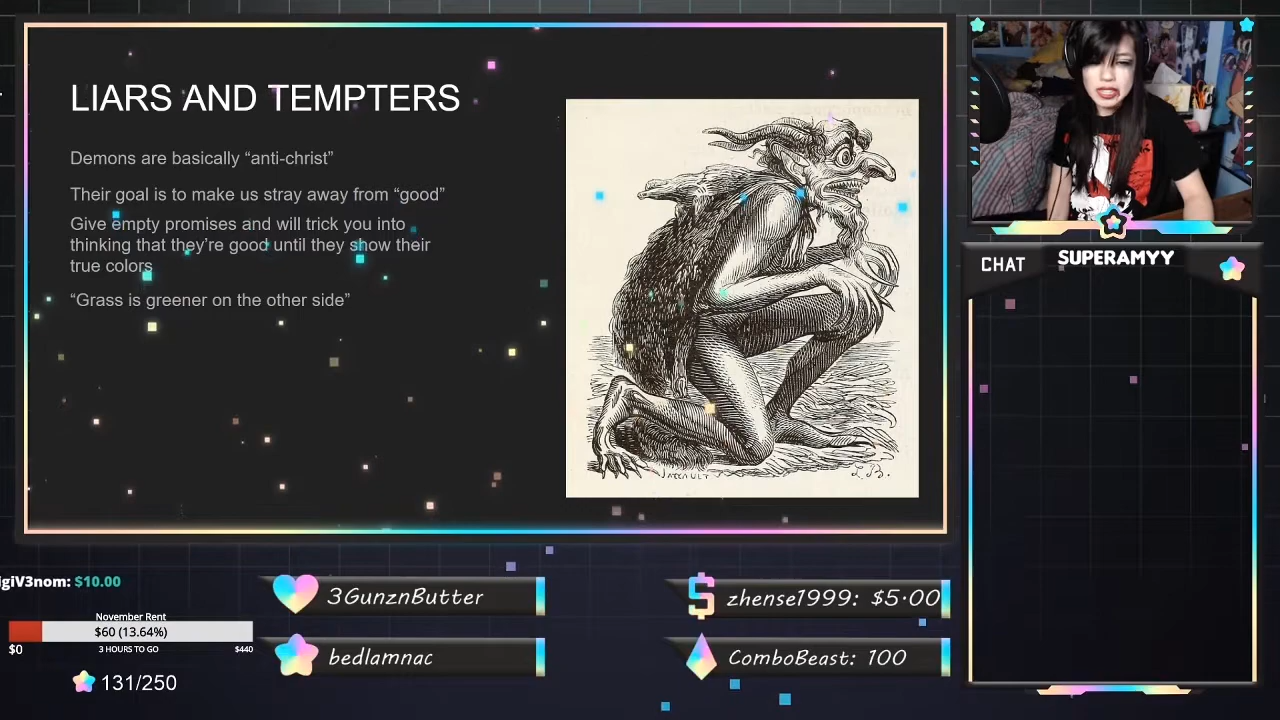 LIARS AND TEMPTERS
Demons are basically “anti-christ”
Their goal is to make us stray away from “good”
Give empty promises and will trick you into
thinking that they’re good until they show their
true colors
“Grass is greener on the other side”
L.B.
CHAT
SUPERAMYY
igiV3nom: $10.00
November Rent
$60 (13.64%)
$0
3 HOURS TO GO
$440
131/250
3GunznButter
bedlamnac
zhense1999: $5.00
ComboBeast: 100